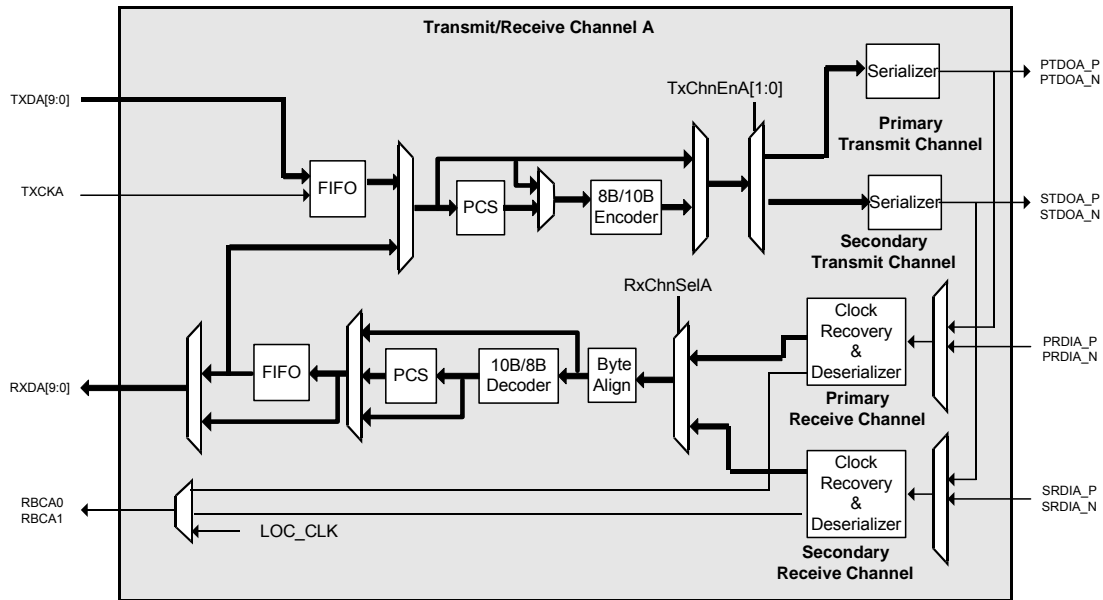 Transmit/Receive Channel A
TXDA[9:0]
TXCKA
FIFO
PCS
8B/10B
Encoder
TxChnEnA[1:0]
Serializer
Primary
Transmit Channel
PTDOA_P
PTDOA_N
Serializer
Secondary
Transmit Channel
STDOA_P
STDOA_N
RxChnSelA
Clock
Recovery
&
Deserializer
Primary
Receive Channel
PRDIA_P
PRDIA_N
RXDA[9:0]
FIFO
PCS
10B/8B
Decoder
Byte
Align
Clock
Recovery
&
Deserializer
Secondary
Receive Channel
SRDIA_P
SRDIA_N
RBCA0
RBCA1
LOC_CLK